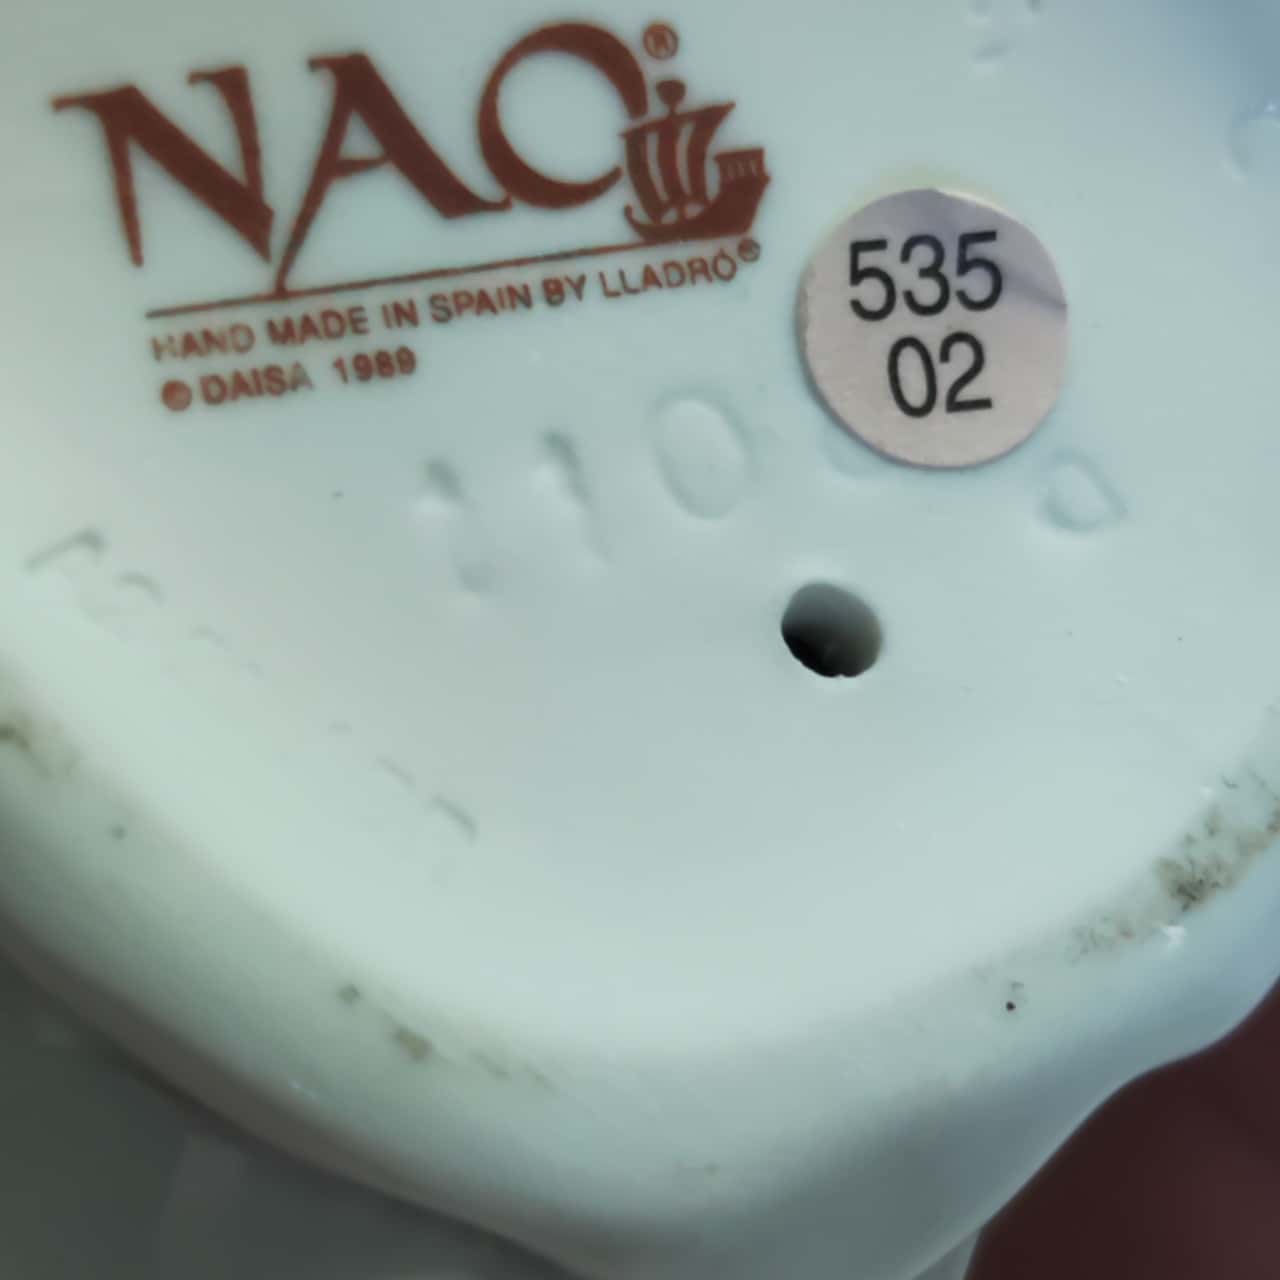 NAO®
HAND MADE IN SPAIN BY LLADRÓ®
© DAISA 1989
535
02